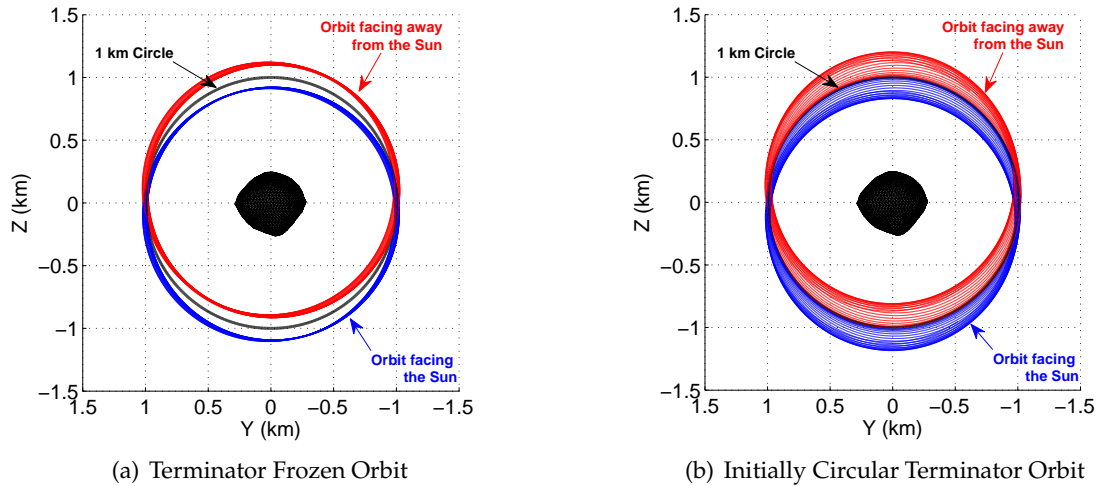 1.5
1
0.5
0
−0.5
−1
−1.5
Z (km)
1.5 1 0.5 0 −0.5 −1 −1.5
Y (km)
1 km Circle
Orbit facing away
from the Sun
Orbit facing
the Sun
(a) Terminator Frozen Orbit
1.5
1
0.5
0
−0.5
−1
−1.5
Z (km)
1.5 1 0.5 0 −0.5 −1 −1.5
Y (km)
1 km Circle
Orbit facing away
from the Sun
Orbit facing
the Sun
(b) Initially Circular Terminator Orbit